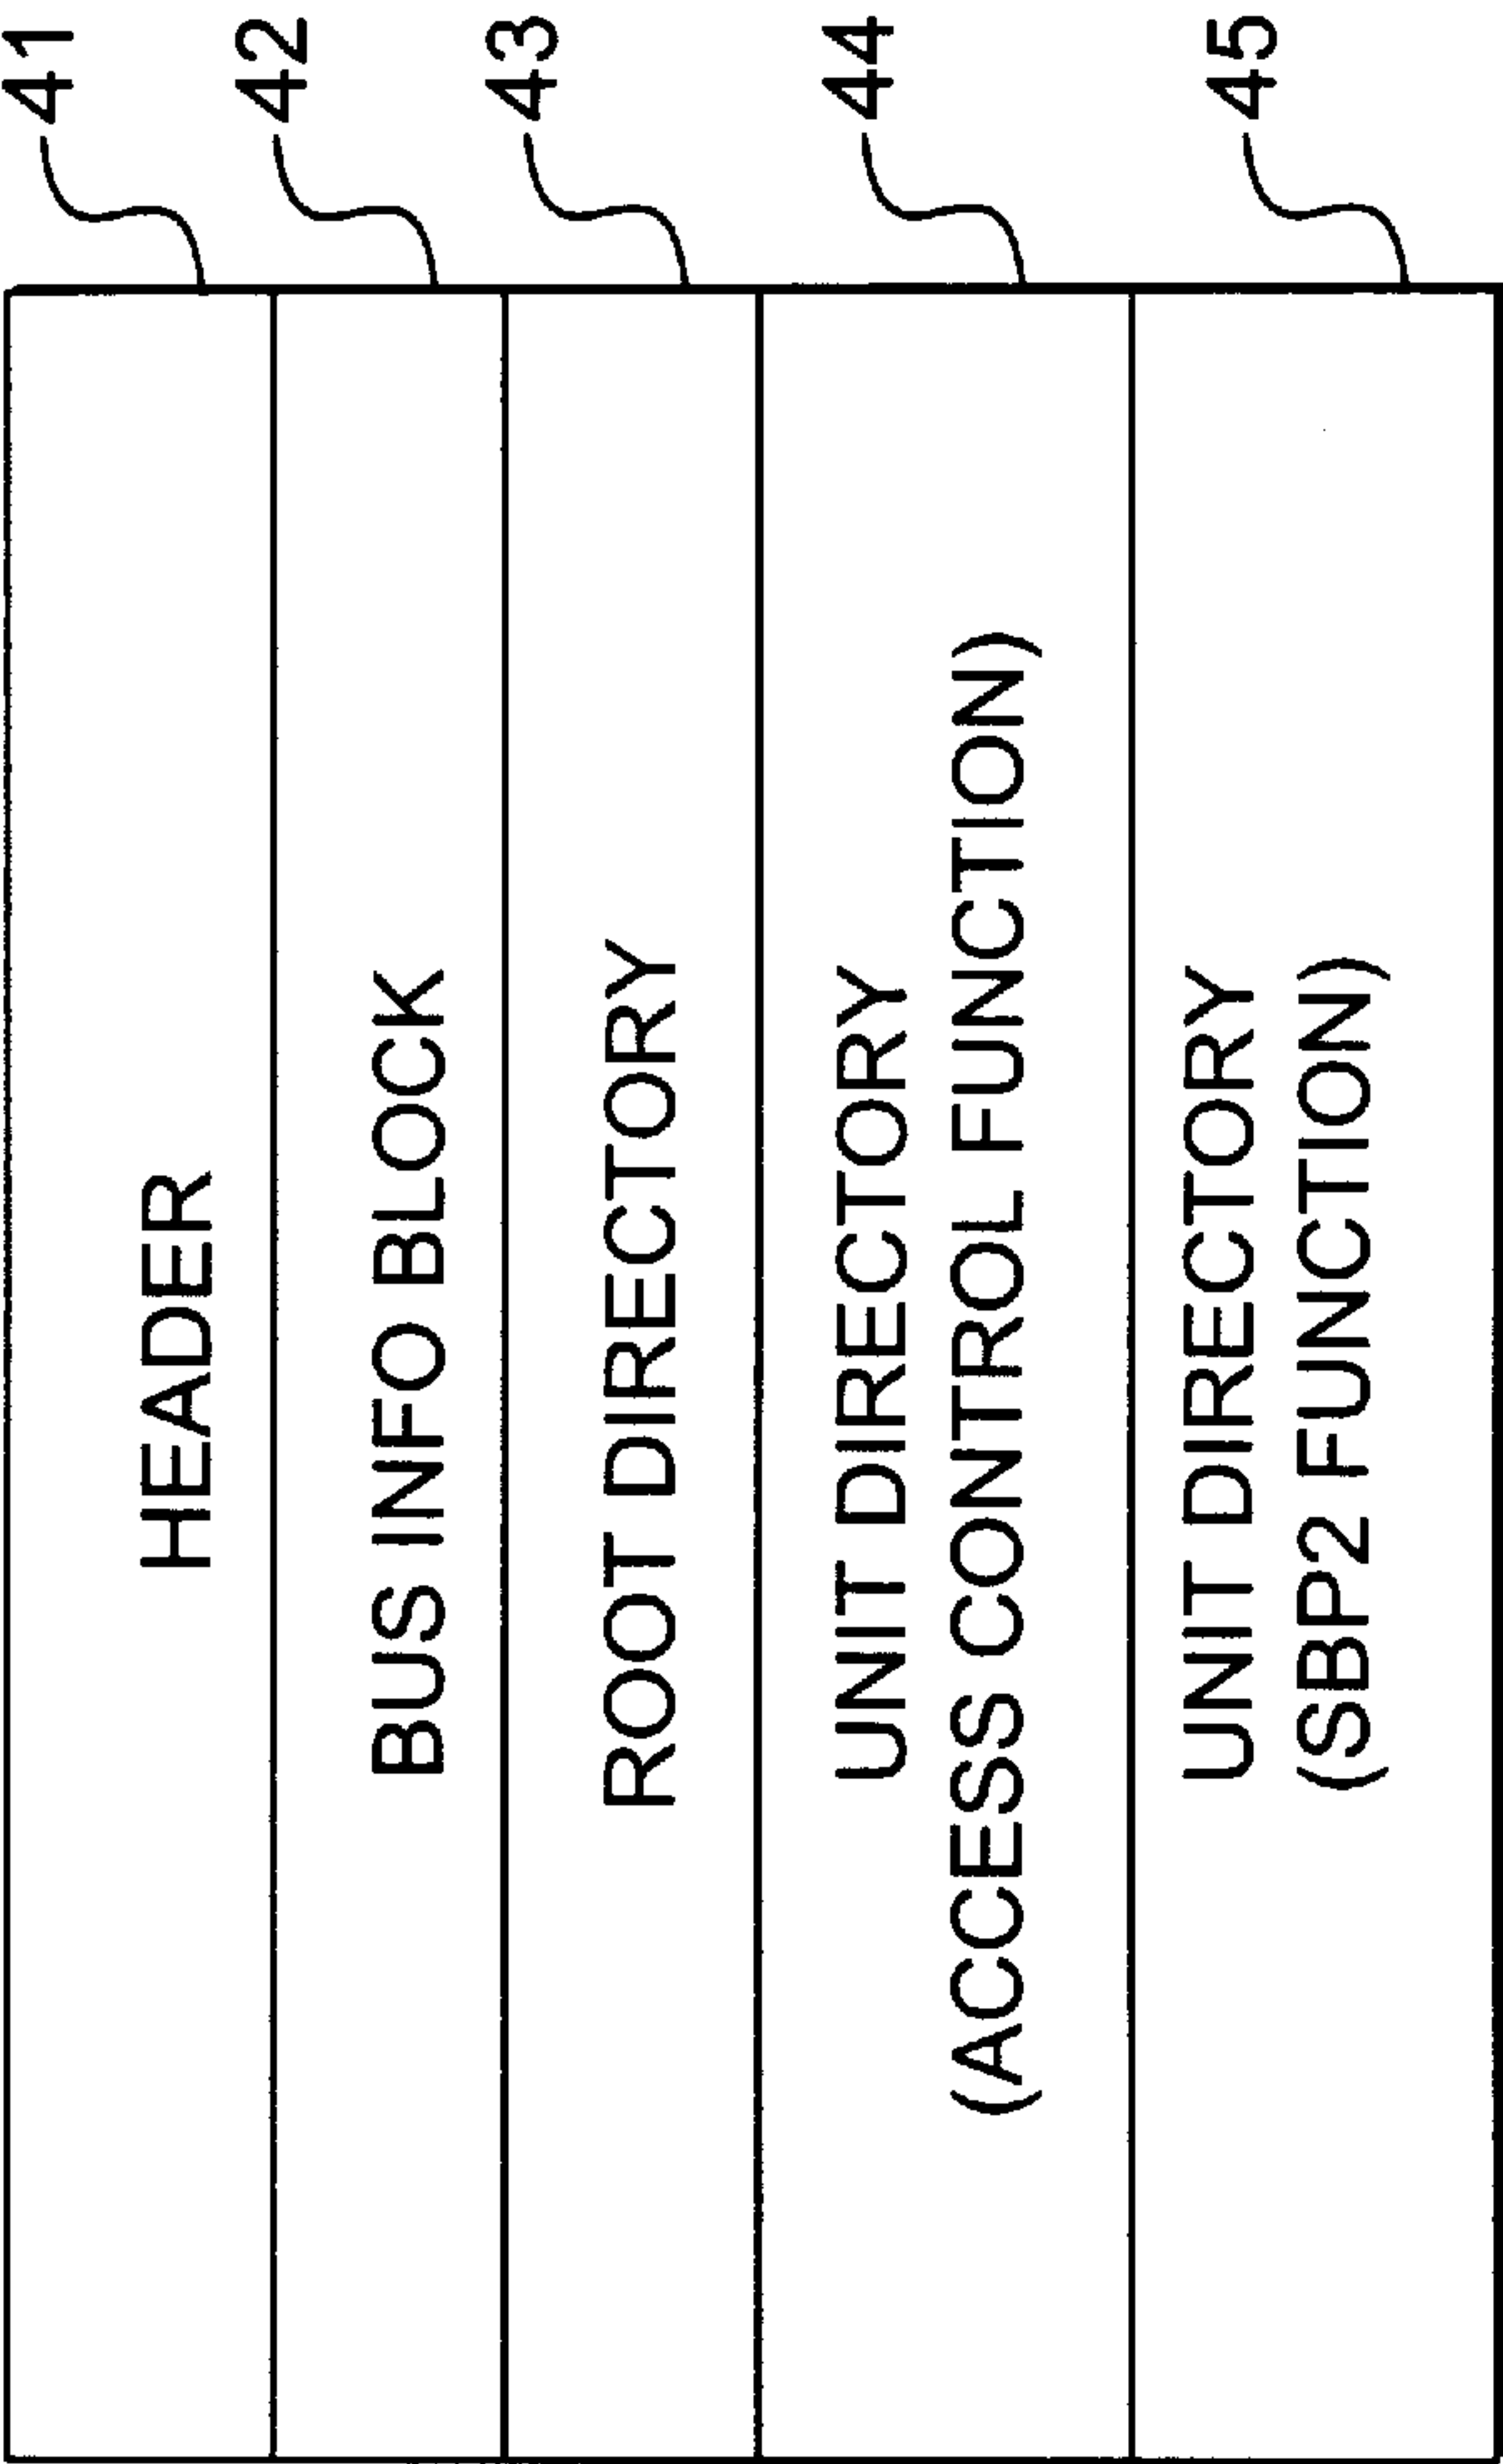 HEADER
41
BUS INFO BLOCK
42
ROOT DIRECTORY
43
UNIT DIRECTORY
(ACCESS CONTROL FUNCTION)
44
UNIT DIRECTORY
(SBP2 FUNCTION)
45